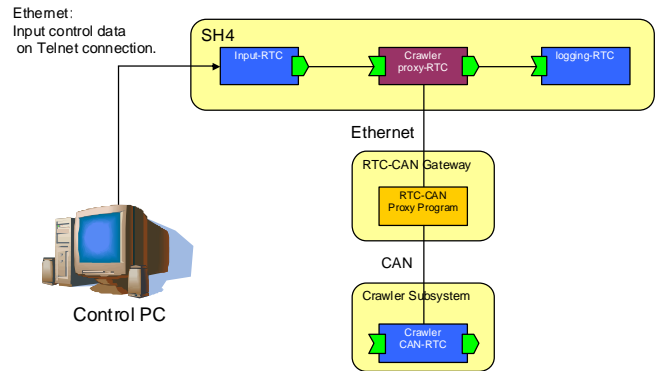 Ethernet:
Input control data
on Telnet connection.
SH4
Input-RTC
Crawler
proxy-RTC
logging-RTC
Ethernet
RTC-CAN Gateway
RTC-CAN
Proxy Program
CAN
Crawler Subsystem
Crawler
CAN-RTC
Control PC